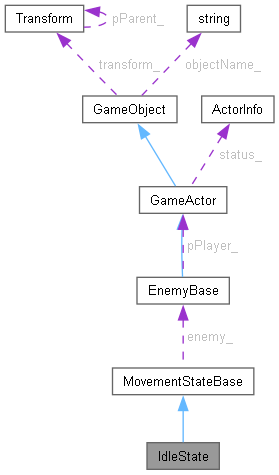 Transform
pParent_
string
transform_
objectName_
GameObject
ActorInfo
status_
GameActor
pPlayer_
EnemyBase
enemy_
MovementStateBase
IdleState